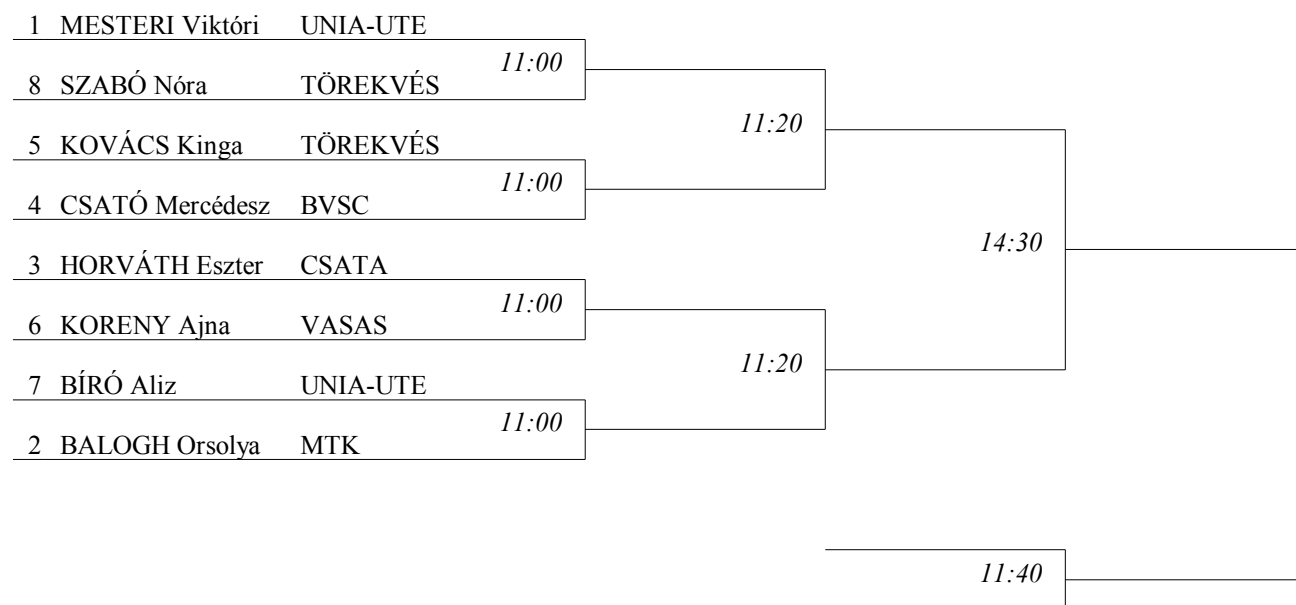 1 MESTERI Viktóri UNIA-UTE
11:00
8 SZABÓ Nóra TÖREKVÉS
11:20
5 KOVÁCS Kinga TÖREKVÉS
11:00
4 CSATÓ Mercédesz BVSC
14:30
3 HORVÁTH Eszter CSATA
11:00
6 KORENY Ajna VASAS
11:20
7 BÍRÓ Aliz UNIA-UTE
11:00
2 BALOGH Orsolya MTK
11:40